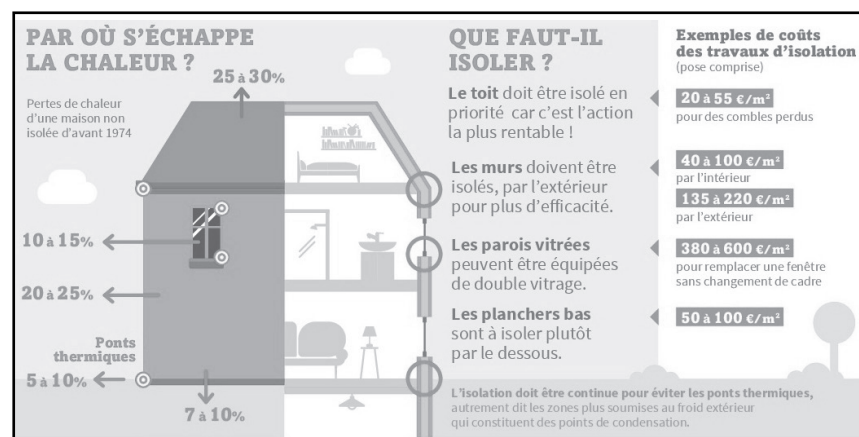 PAR OÙ S'ÉCHAPPE
LA CHALEUR ?
25 à 30%
Pertes de chaleur
d'une maison non
isolée d'avant 1974
10 à 15%
20 à 25%
Ponts
thermiques
5 à 10%
7 à 10%
QUE FAUT-IL
ISOLER ?
Le toit doit être isolé en
priorité car c'est l'action
la plus rentable !
Les murs doivent être
isolés, par l'extérieur
pour plus d'efficacité.
Les parois vitrées
peuvent être équipées
de double vitrage.
Les planchers bas
sont à isoler plutôt
par le dessous.
Exemples de coûts
des travaux d'isolation
(pose comprise)
20 à 55 €/m²
pour des combles perdus
40 à 100 €/m²
par l'intérieur
135 à 220 €/m²
par l'extérieur
380 à 600 €/m²
pour remplacer une fenêtre
sans changement de cadre
50 à 100 €/m²
L'isolation doit être continue pour éviter les ponts thermiques,
autrement dit les zones plus soumises au froid extérieur
qui constituent des points de condensation.